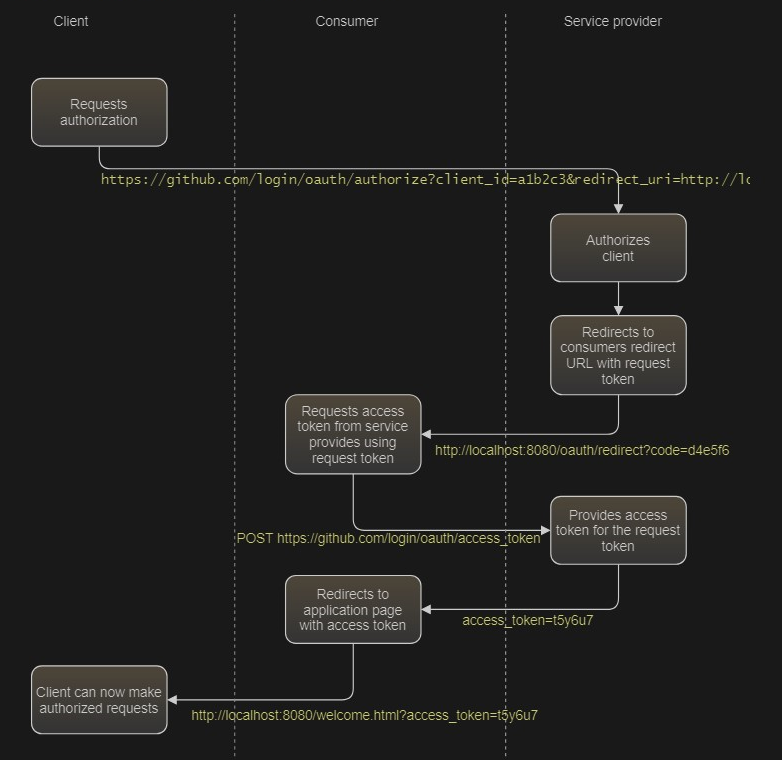 Client
Consumer
Service provider
Requests
authorization
https://github.com/login/oauth/authorize?client_id=a1b2c3&redirect_uri=http://lo
Authorizes
client
Redirects to
consumers redirect
URL with request
token
Requests access
token from service
provides using
request token
http://localhost:8080/oauth/redirect?code=d4e5f6
Provides access
token for the request
token
POST https://github.com/login/oauth/access_token
Redirects to
application page
with access token
access_token=t5y6u7
Client can now make
authorized requests
http://localhost:8080/welcome.html?access_token=t5y6u7